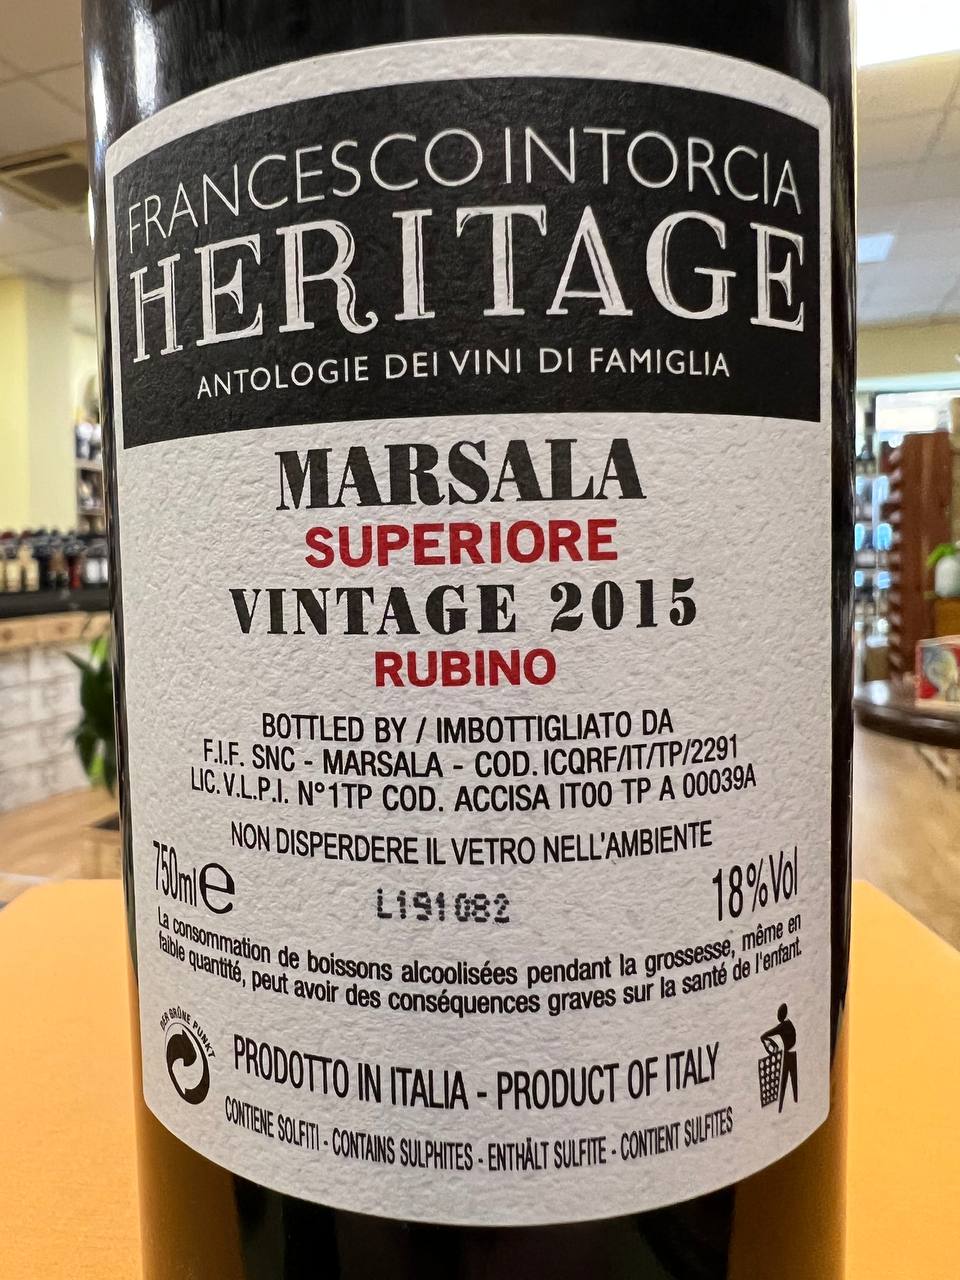 FRANCESCO INTORCIA
HERITAGE
ANTOLOGIE DEI VINI DI FAMIGLIA
MARSALA
SUPERIORE
VINTAGE 2015
RUBINO
BOTTLED BY / IMBOTTIGLIATO DA
F.I.F. SNC - MARSALA - COD. ICQRF/IT/TP/2291
LIC. V.L.P.I. N°1TP COD. ACCISA IT00 TP A 00039A
NON DISPERDERE IL VETRO NELL'AMBIENTE
750ml e
L191082
18%Vol
La consommation de boissons alcoolisées pendant la grossesse, même en
faible quantité, peut avoir des conséquences graves sur la santé de l'enfant.
DER GRÜNE PUNKT
PRODOTTO IN ITALIA - PRODUCT OF ITALY
CONTIENE SOLFITI - CONTAINS SULPHITES - ENTHÄLT SULFITE - CONTIENT SULFITES